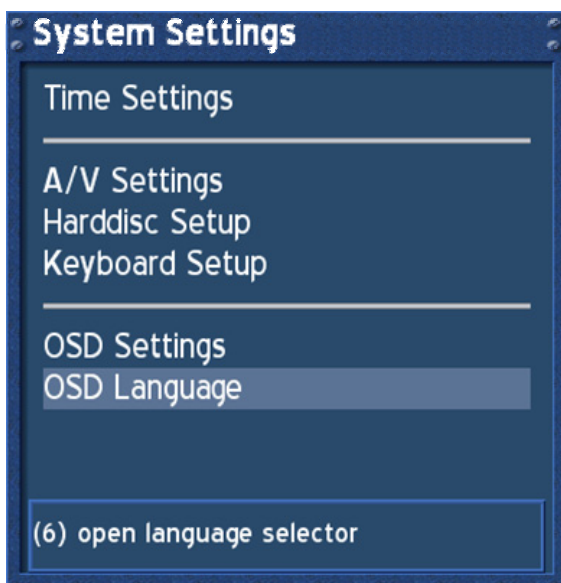 System Settings
Time Settings
A/V Settings
Harddisc Setup
Keyboard Setup
OSD Settings
OSD Language
(6) open language selector